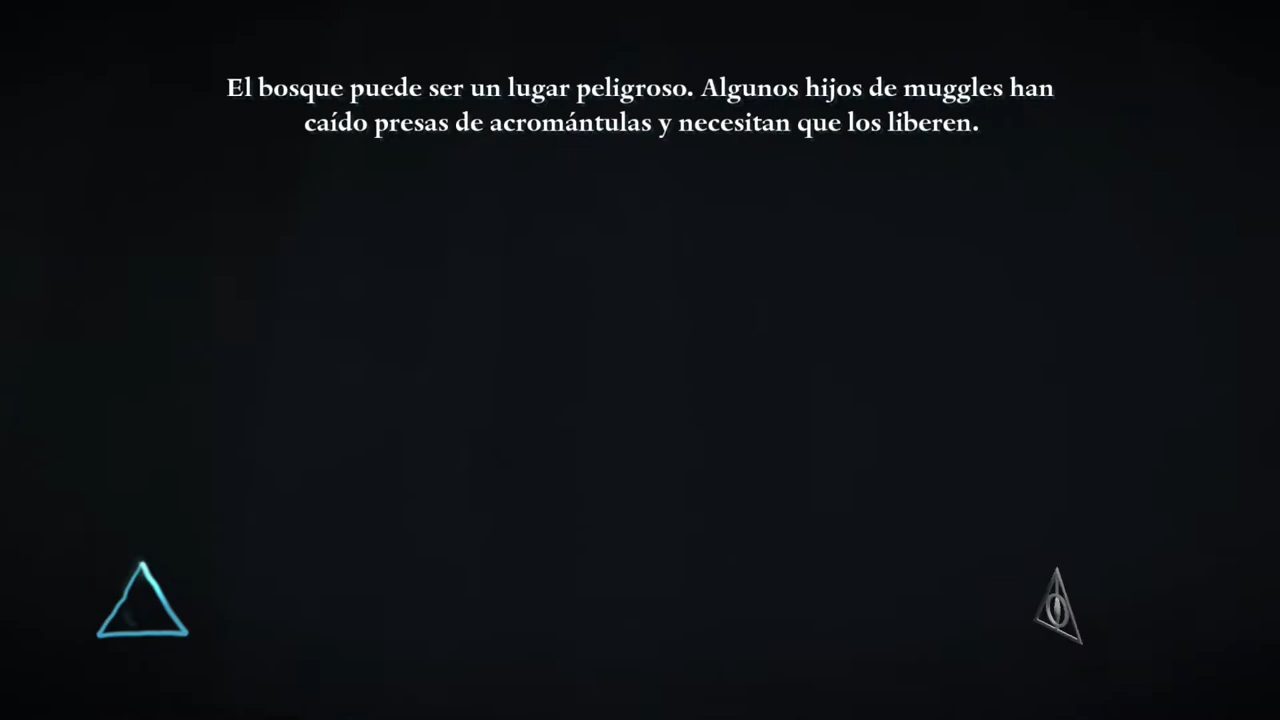 El bosque puede ser un lugar peligroso. Algunos hijos de muggles han
caído presas de acromántulas y necesitan que los liberen.